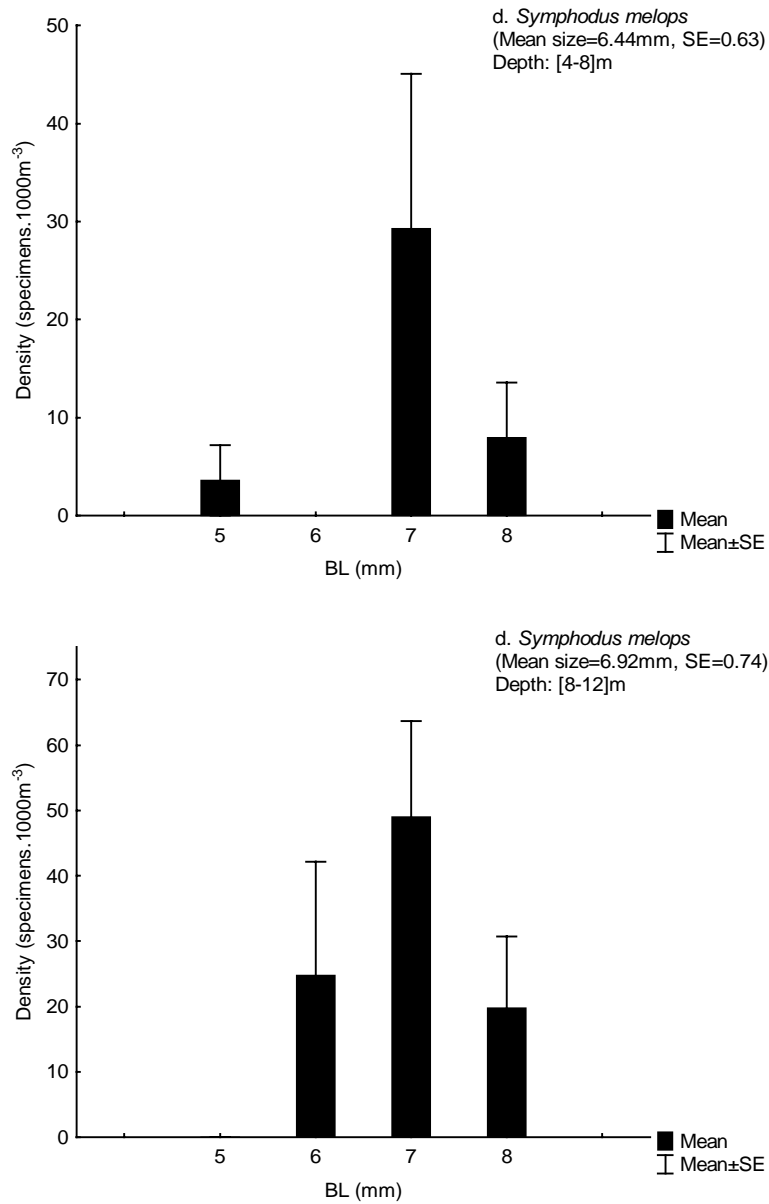 d. Symphodus melops
(Mean size=6.44mm, SE=0.63)
Depth: [4-8]m
Density (specimens.1000m⁻³)
50
40
30
20
10
0
5 6 7 8
BL (mm)
Mean
Mean±SE
d. Symphodus melops
(Mean size=6.92mm, SE=0.74)
Depth: [8-12]m
Density (specimens.1000m⁻³)
70
60
50
40
30
20
10
0
5 6 7 8
BL (mm)
Mean
Mean±SE